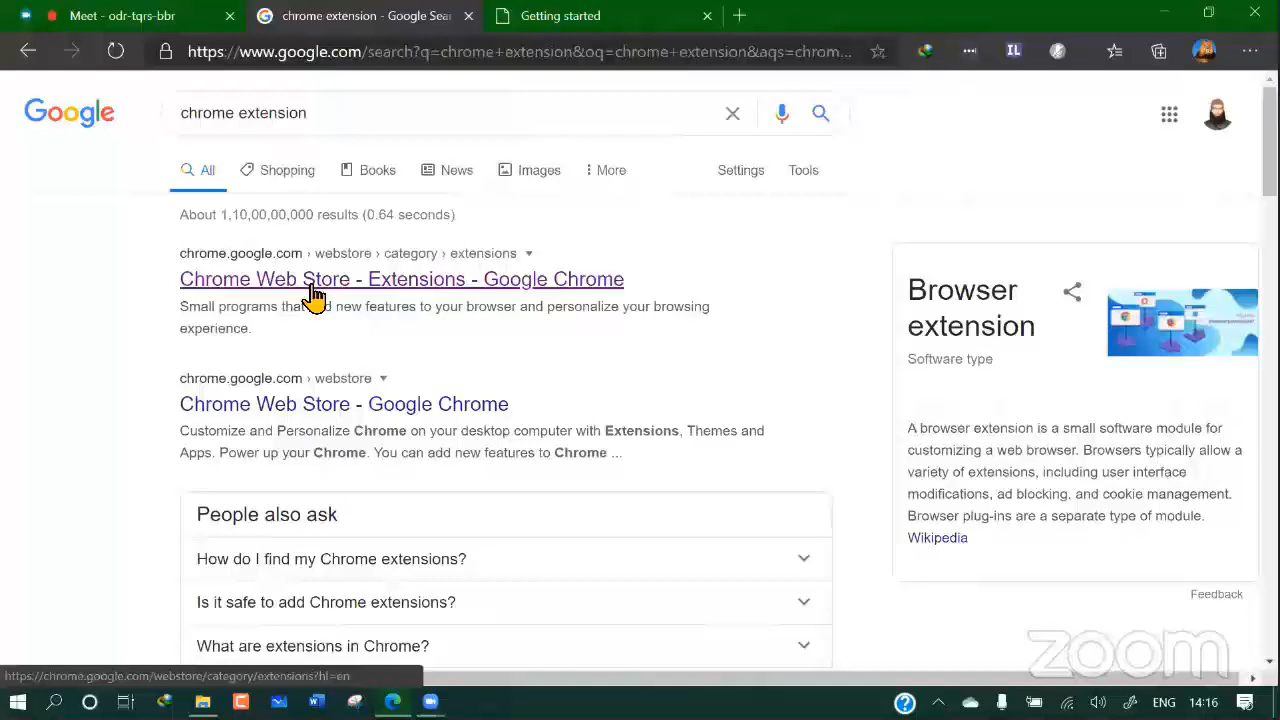 Meet - odr-tqrs-bbr
chrome extension - Google Sea
Getting started
https://www.google.com/search?q=chrome+extension&oq=chrome+extension&aqs=chrom...
IL
Google
chrome extension
All
Shopping
Books
News
Images
More
Settings
Tools
About 1,10,00,00,000 results (0.64 seconds)
chrome.google.com › webstore › category › extensions
Chrome Web Store - Extensions - Google Chrome
Small programs that add new features to your browser and personalize your browsing
experience.
chrome.google.com › webstore
Chrome Web Store - Google Chrome
Customize and Personalize Chrome on your desktop computer with Extensions, Themes and
Apps. Power up your Chrome. You can add new features to Chrome ...
People also ask
How do I find my Chrome extensions?
Is it safe to add Chrome extensions?
What are extensions in Chrome?
Browser
extension
Software type
A browser extension is a small software module for
customizing a web browser. Browsers typically allow a
variety of extensions, including user interface
modifications, ad blocking, and cookie management.
Browser plug-ins are a separate type of module.
Wikipedia
Feedback
zoom
https://chrome.google.com/webstore/category/extensions?hl=en
ENG
14:16